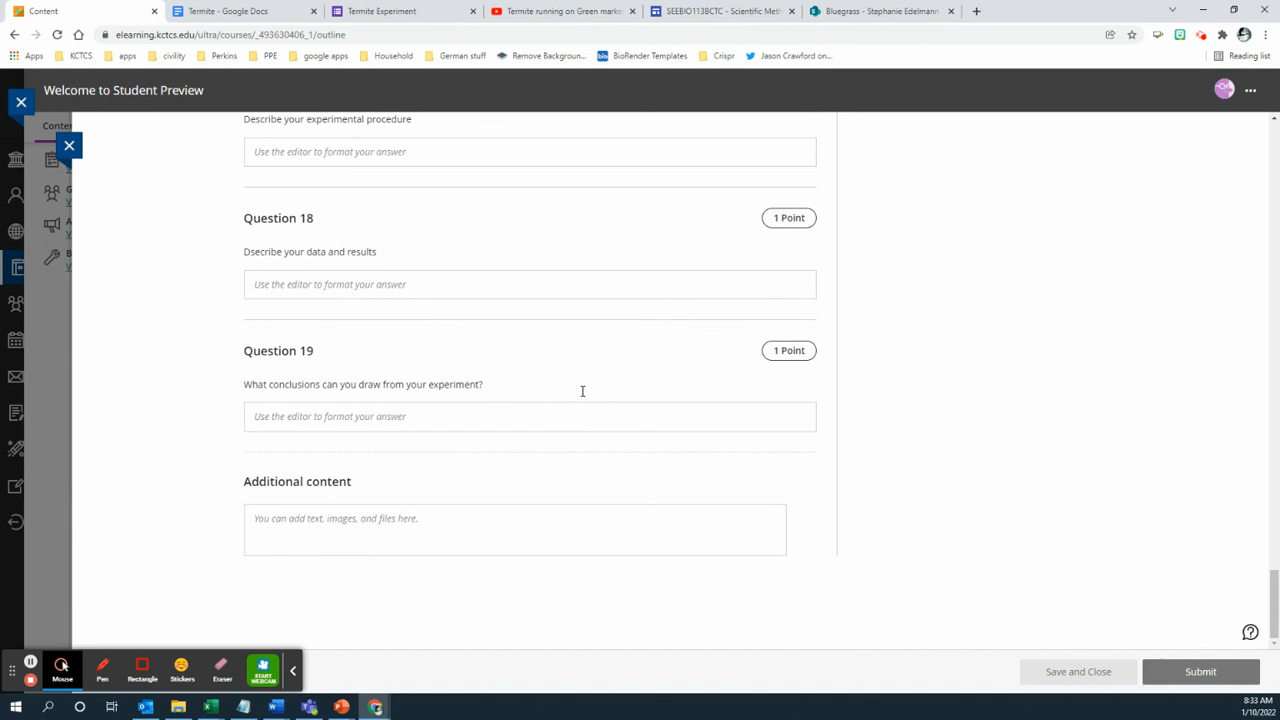 Content
Termite - Google Docs
Termite Experiment
Termite running on Green marke
SEEBIO113BCTC - Scientific Meth
Bluegrass - Stephanie Edelmann
elearning.kctcs.edu/ultra/courses/_493630406_1/outline
Apps
KCTCS
apps
civility
Perkins
PPE
google apps
Household
German stuff
Remove Backgroun...
bio
BioRender Templates
Crispr
Jason Crawford on...
Reading list
Welcome to Student Preview
Conte
Describe your experimental procedure
Use the editor to format your answer
Question 18
1 Point
Dsecribe your data and results
Use the editor to format your answer
Question 19
1 Point
What conclusions can you draw from your experiment?
Use the editor to format your answer
Additional content
You can add text, images, and files here.
Mouse
Pen
Rectangle
Stickers
Eraser
START
WEBCAM
Save and Close
Submit
8:33 AM
1/10/2022